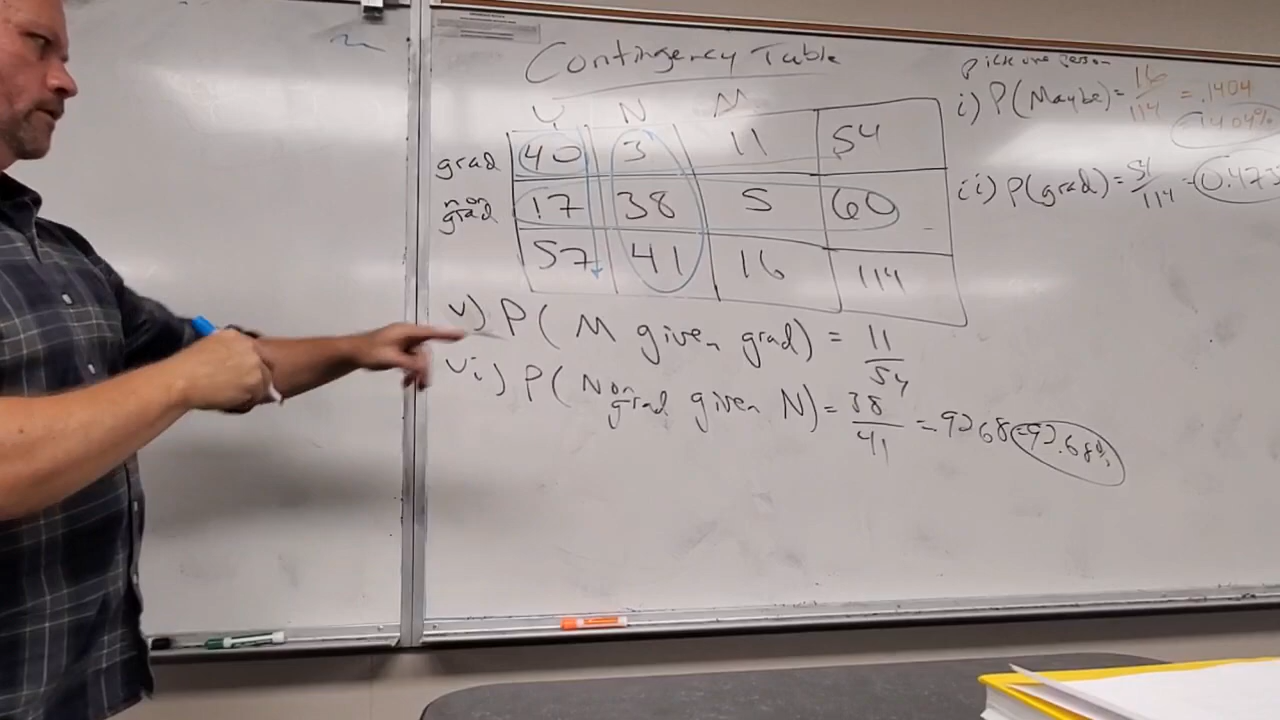 Contingency Table
Y N M
grad 40 3 11 54
non grad 17 38 5 60
57 41 16 114
v) P( M given grad) = 11/54
vi) P( Non grad given N) = 38/41 = 9268 = 92.68%
Pick one person
i) P(Maybe) = 16/114 = .1404
= 14.04%
ii) P(grad) = 54/114 = 0.473